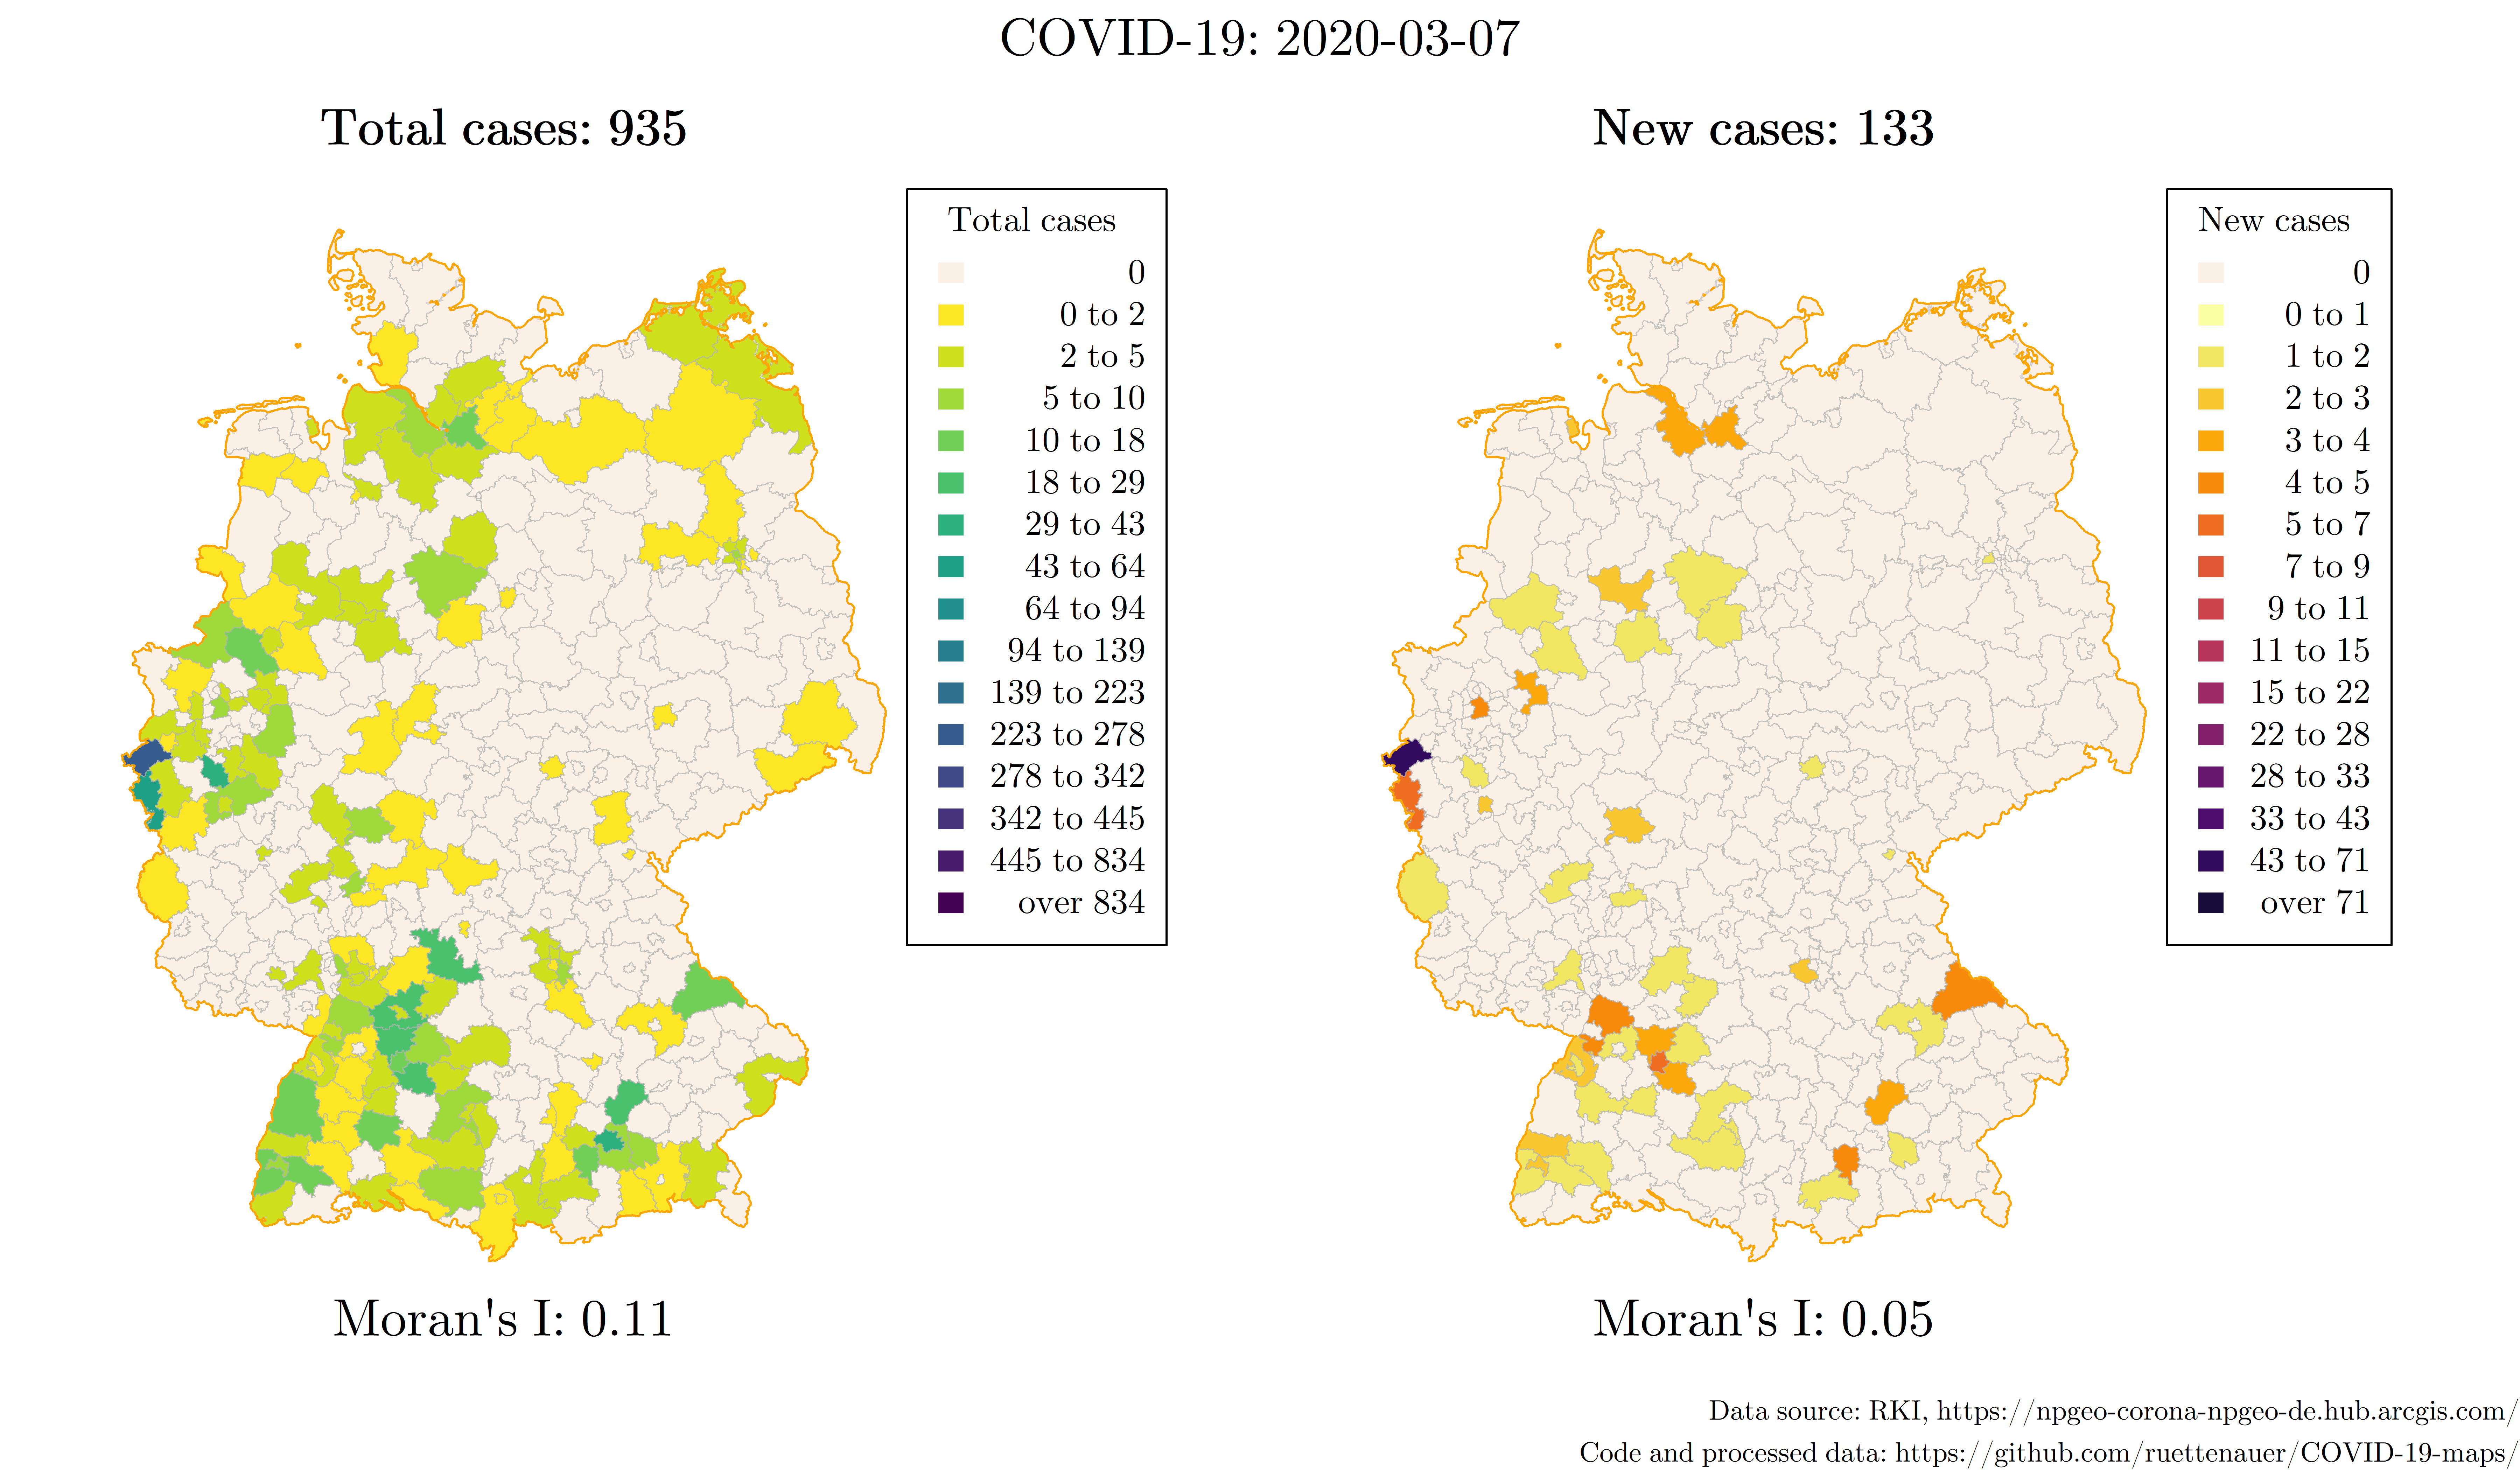 COVID-19: 2020-03-07
Total cases: 935
New cases: 133
Total cases
0
0 to 2
2 to 5
5 to 10
10 to 18
18 to 29
29 to 43
43 to 64
64 to 94
94 to 139
139 to 223
223 to 278
278 to 342
342 to 445
445 to 834
over 834
New cases
0
0 to 1
1 to 2
2 to 3
3 to 4
4 to 5
5 to 7
7 to 9
9 to 11
11 to 15
15 to 22
22 to 28
28 to 33
33 to 43
43 to 71
over 71
Moran's I: 0.11
Moran's I: 0.05
Data source: RKI, https://npgeo-corona-npgeo-de.hub.arcgis.com/
Code and processed data: https://github.com/ruettenauer/COVID-19-maps/